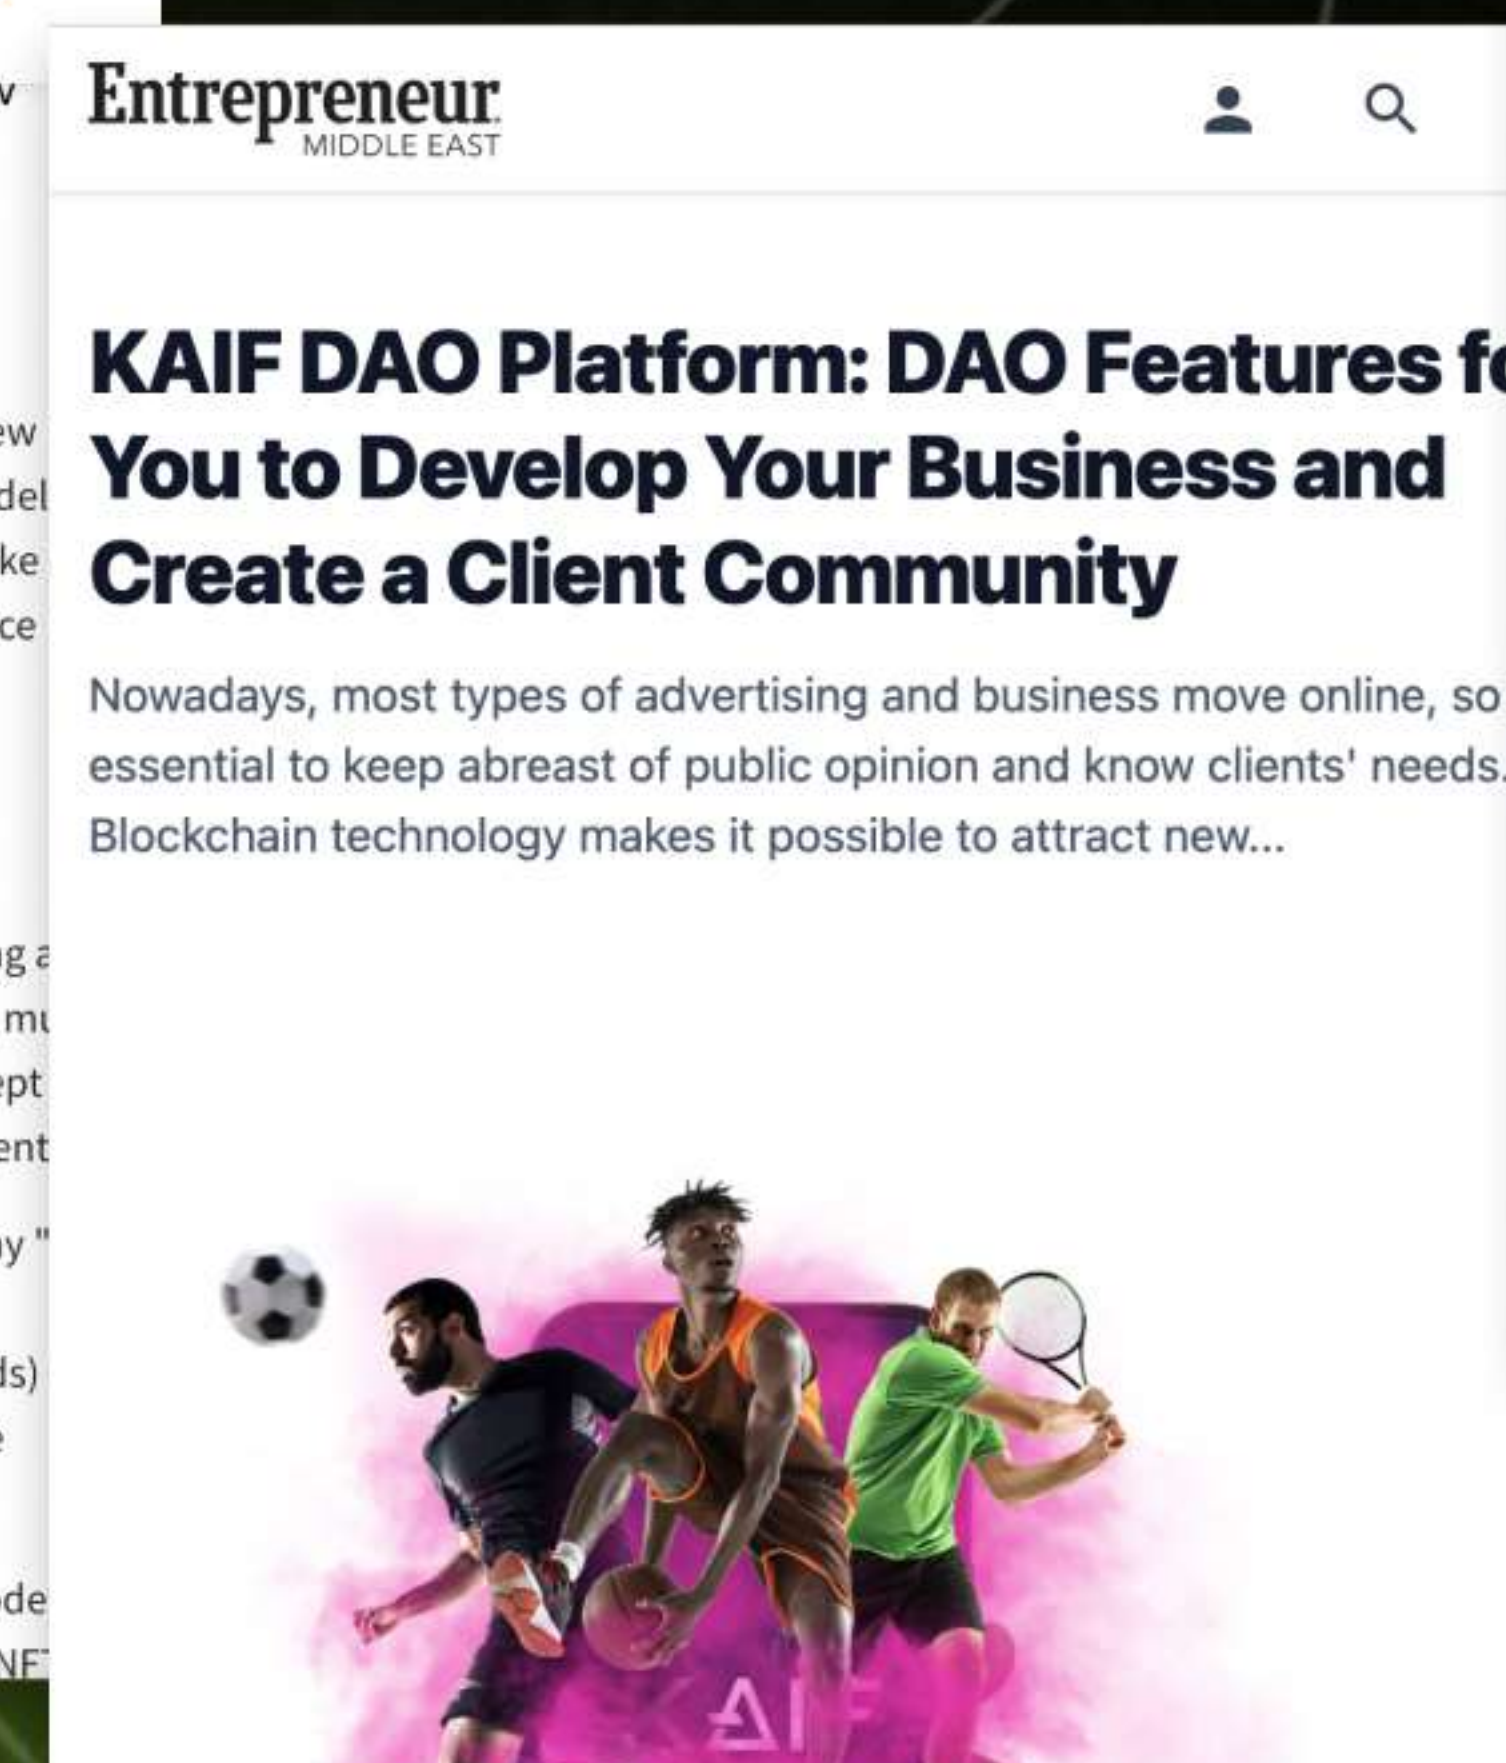 Entrepreneur
MIDDLE EAST
KAIF DAO Platform: DAO Features
You to Develop Your Business and
Create a Client Community
Nowadays, most types of advertising and business move online, so
essential to keep abreast of public opinion and know clients' needs.
Blockchain technology makes it possible to attract new...
KAIF